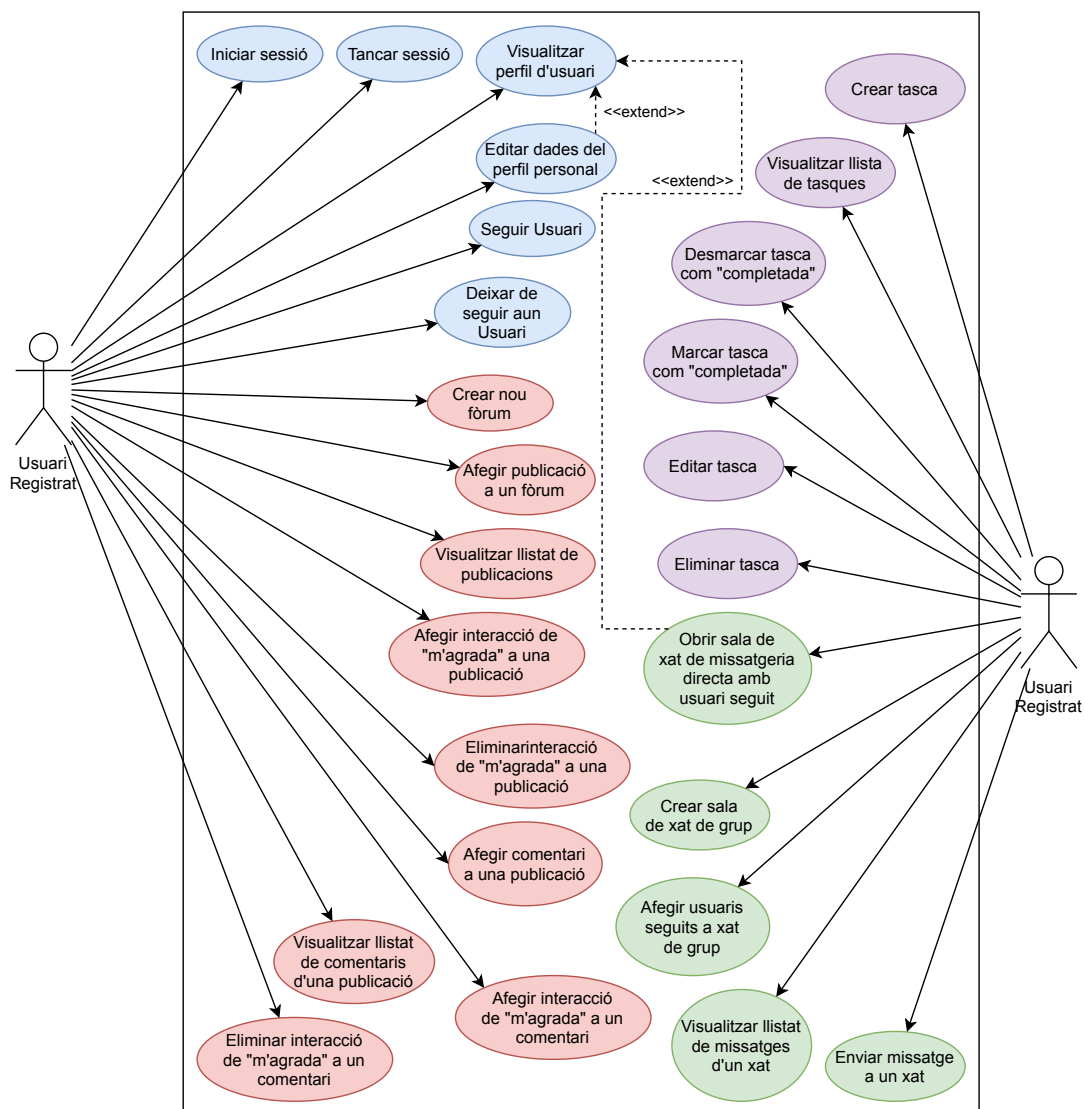 Iniciar sessió
Tancar sessió
Visualitzar
perfil d'usuari
Crear tasca
<<extend>>
Editar dades del
perfil personal
Visualitzar llista
de tasques
<<extend>>
Seguir Usuari
Desmarcar tasca
com "completada"
Deixar de
seguir aun
Usuari
Marcar tasca
com "completada"
Crear nou
fòrum
Usuari
Registrat
Afegir publicació
a un fòrum
Editar tasca
Visualitzar llistat de
publicacions
Eliminar tasca
Afegir interacció de
"m'agrada" a una
publicació
Obrir sala de
xat de missatgeria
directa amb
usuari seguit
Usuari
Registrat
Eliminarinteracció
de "m'agrada" a una
publicació
Crear sala
de xat de grup
Afegir comentari
a una publicació
Afegir usuaris
seguits a xat
de grup
Visualitzar llistat
de comentaris
d'una publicació
Afegir interacció
de "m'agrada" a un
comentari
Visualitzar llistat
de missatges
d'un xat
Eliminar interacció
de "m'agrada" a un
comentari
Enviar missatge
a un xat